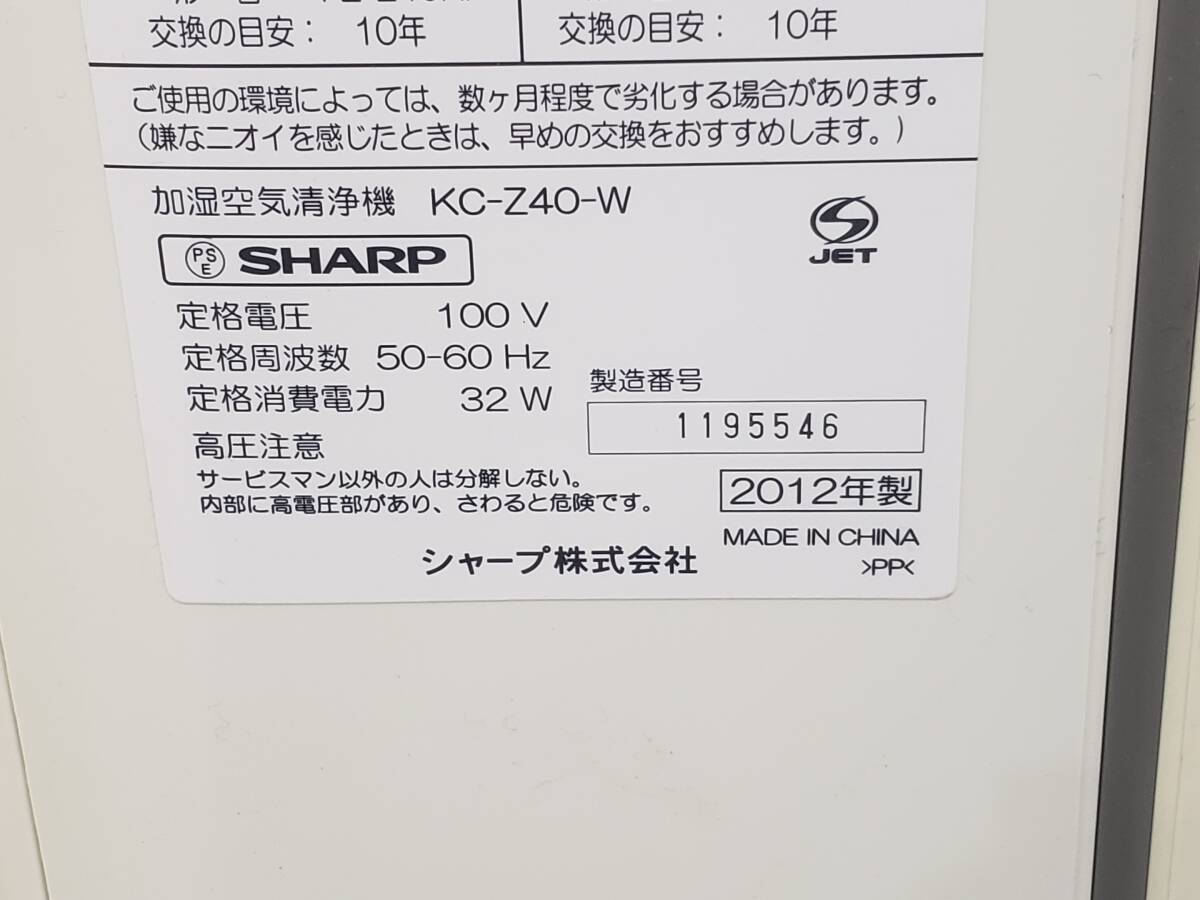 交換の目安： 10年
交換の目安： 10年
ご使用の環境によっては、数ヶ月程度で劣化する場合があります。
（嫌なニオイを感じたときは、早めの交換をおすすめします。）
加湿空気清浄機 KC-Z40-W
PSE SHARP
JET
定格電圧 100 V
定格周波数 50-60 Hz
定格消費電力 32 W
製造番号
1195546
高圧注意
サービスマン以外の人は分解しない。
内部に高電圧部があり、さわると危険です。
2012年製
MADE IN CHINA
シャープ株式会社
>PP<